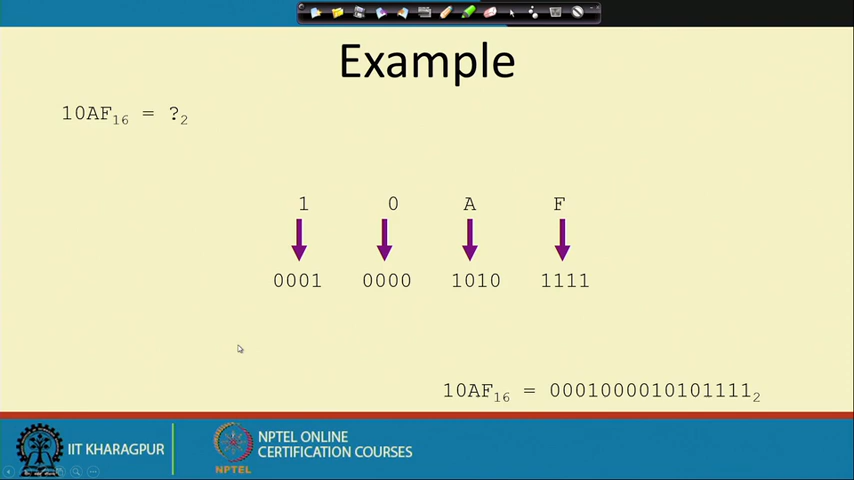 Example
10AF₁₆ = ?₂
1 0 A F
0001 0000 1010 1111
10AF₁₆ = 0001000010101111₂
IIT KHARAGPUR
NPTEL
NPTEL ONLINE
CERTIFICATION COURSES